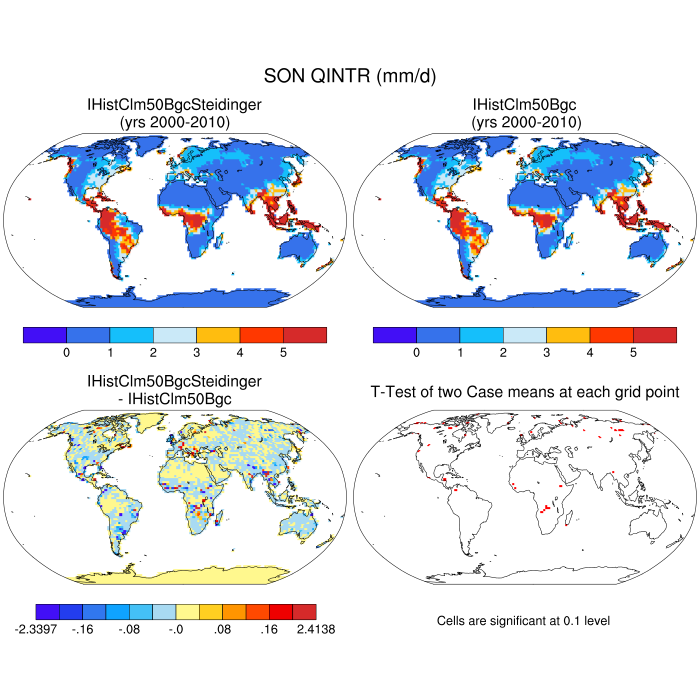 SON QINTR (mm/d)
IHistClm50BgcSteidinger
(yrs 2000-2010)
IHistClm50Bgc
(yrs 2000-2010)
0 1 2 3 4 5
0 1 2 3 4 5
IHistClm50BgcSteidinger
- IHistClm50Bgc
T-Test of two Case means at each grid point
-2.3397 -.16 -.08 -.0 .08 .16 2.4138
Cells are significant at 0.1 level